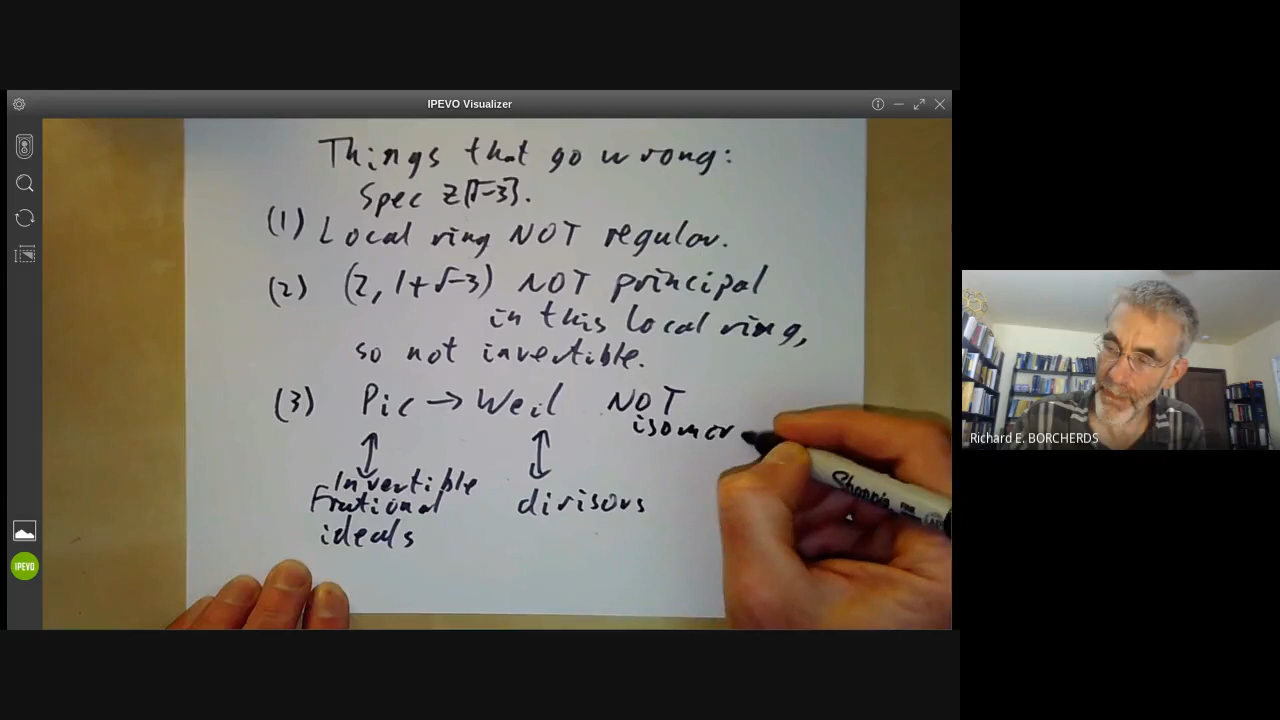 IPEVO Visualizer
Things that go wrong:
Spec Z[√-3].
(1) Local ring NOT regular.
(2) (2, 1+√-3) NOT principal
in this local ring,
so not invertible.
(3) Pic → Weil NOT
isomor
↕ ↕
Invertible
Fractional divisors
ideals
Sharpie
Richard E. BORCHERDS
IPEVO